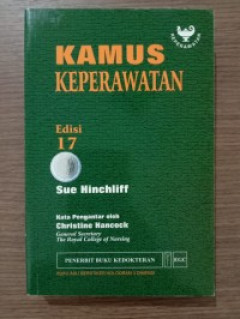 KEPERAWATAN
KAMUS
KEPERAWATAN
Edisi
17
Sue Hinchliff
Kata Pengantar oleh
Christine Hancock
General Secretary
The Royal College of Nursing
PENERBIT BUKU KEDOKTERAN EGC